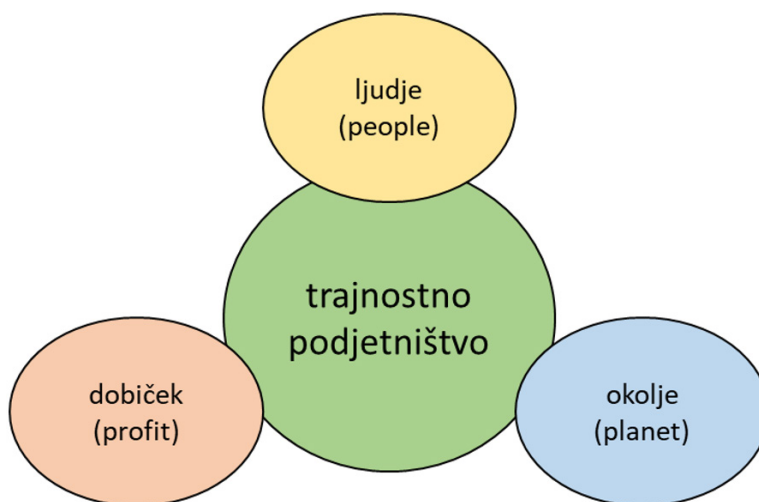 ljudje
(people)
trajnostno
podjetništvo
dobiček
(profit)
okolje
(planet)